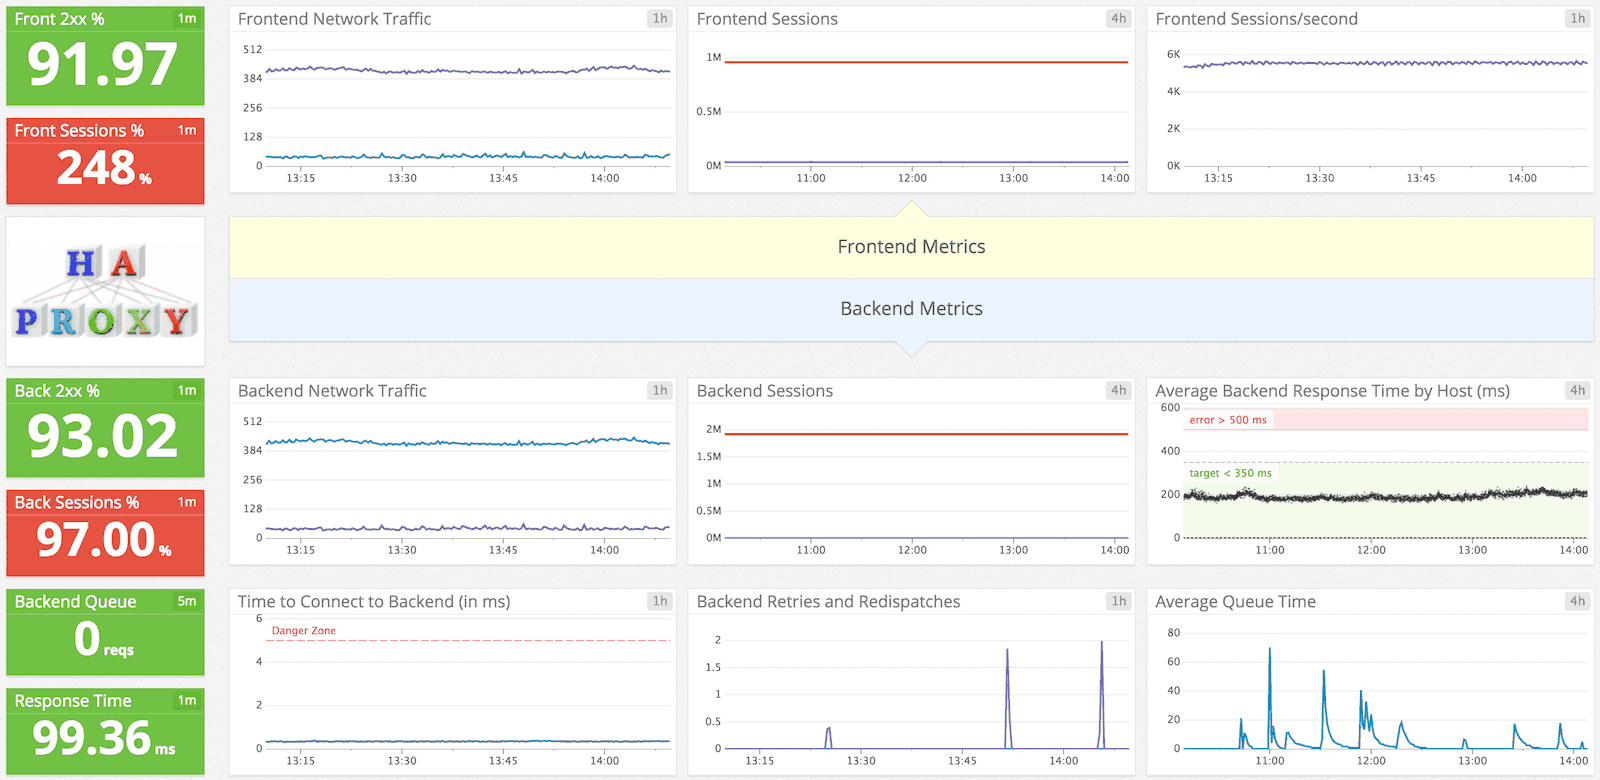 Front 2xx % 1m
91.97
Front Sessions % 1m
248 %
HA
PROXY
Back 2xx % 1m
93.02
Back Sessions % 1m
97.00 %
Backend Queue 5m
0 reqs
Response Time 1m
99.36 ms
Frontend Network Traffic 1h
512
384
256
128
0
13:15 13:30 13:45 14:00
Frontend Sessions 4h
1M
0.5M
0M
11:00 12:00 13:00 14:00
Frontend Sessions/second 1h
6K
4K
2K
0K
13:15 13:30 13:45 14:00
Frontend Metrics
Backend Metrics
Backend Network Traffic 1h
512
384
256
128
0
13:15 13:30 13:45 14:00
Backend Sessions 4h
2M
1.5M
1M
0.5M
0M
11:00 12:00 13:00 14:00
Average Backend Response Time by Host (ms) 4h
600
error > 500 ms
400
target < 350 ms
200
0
11:00 12:00 13:00 14:00
Time to Connect to Backend (in ms) 1h
6
Danger Zone
4
2
0
13:15 13:30 13:45 14:00
Backend Retries and Redispatches 1h
2
1.5
1
0.5
0
13:15 13:30 13:45 14:00
Average Queue Time 4h
80
60
40
20
0
11:00 12:00 13:00 14:00